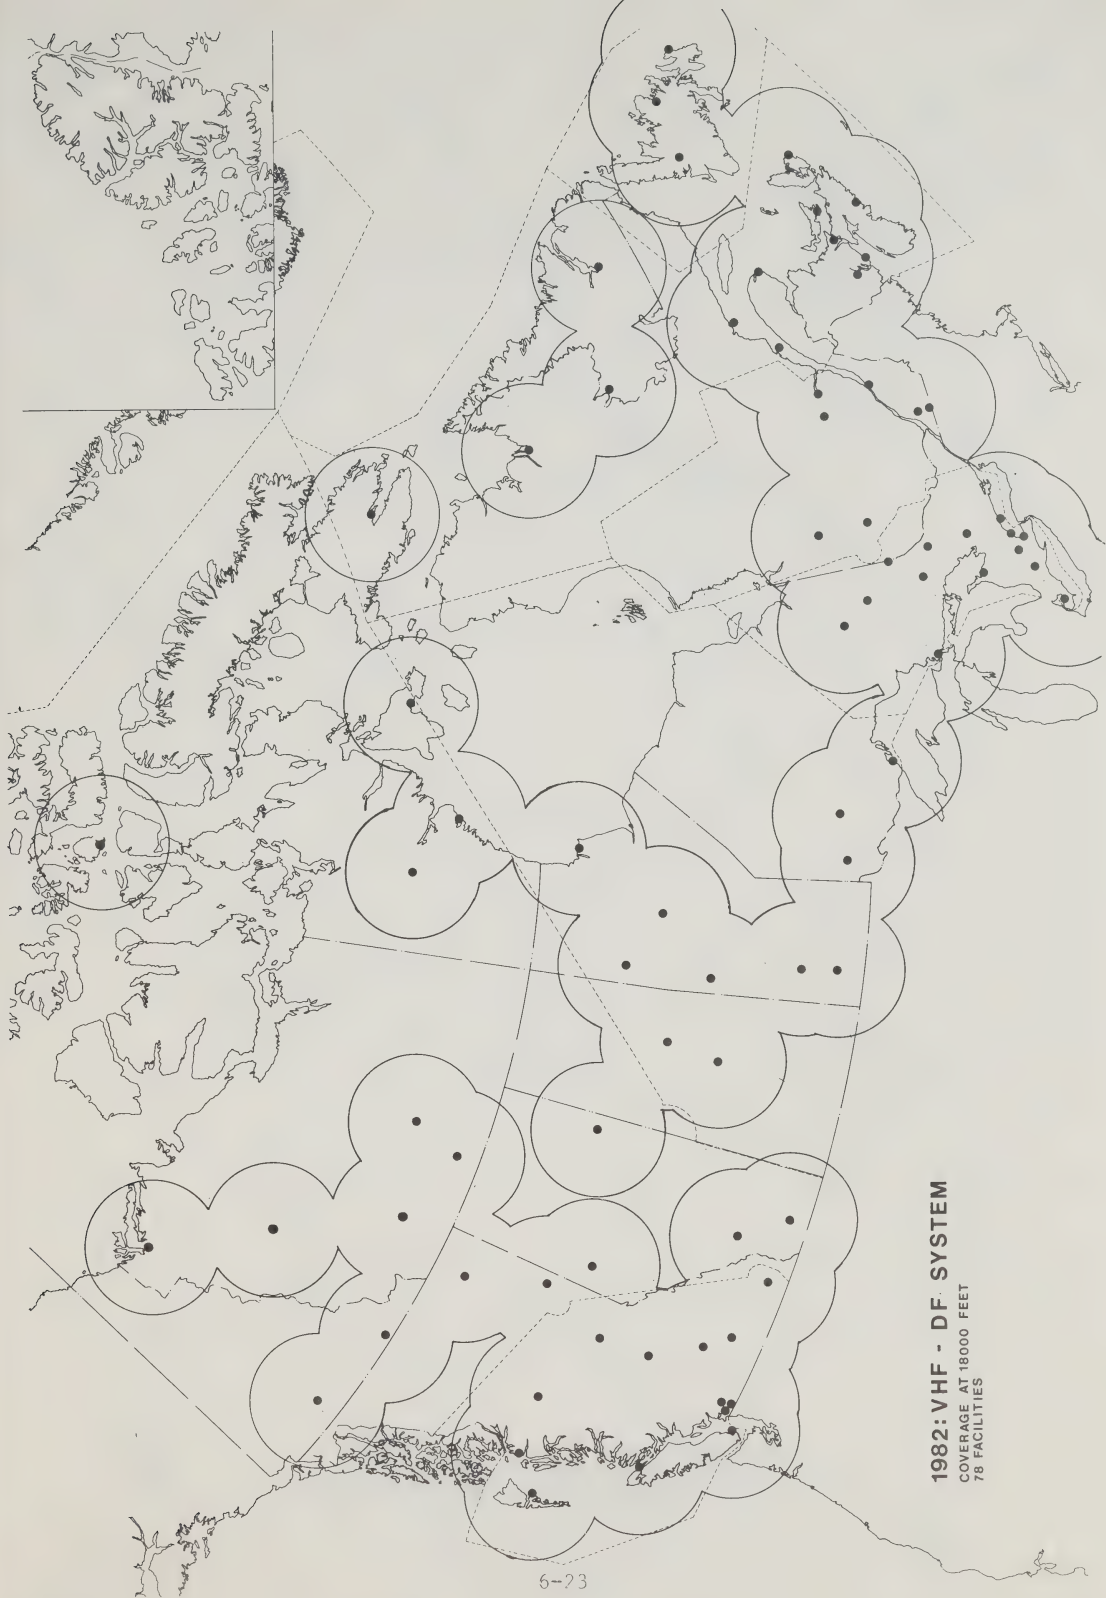 1982: VHF - DF SYSTEM
COVERAGE AT 18000 FEET
78 FACILITIES
6-23